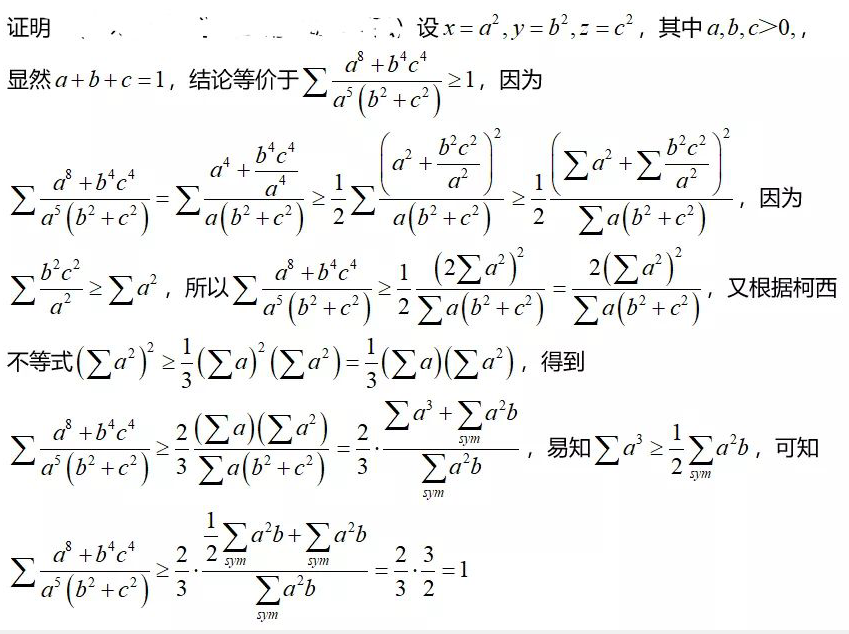 证明 设 x = a², y = b², z = c², 其中 a,b,c>0, ,
显然 a + b + c = 1, 结论等价于 ∑ (a⁸ + b⁴c⁴)/(a⁵(b² + c²)) ≥ 1, 因为
∑ (a⁸ + b⁴c⁴)/(a⁵(b² + c²)) = ∑ (a⁴ + b⁴c⁴/a⁴)/(a(b² + c²)) ≥ 1/2 ∑ (a² + b²c²/a²)²/(a(b² + c²)) ≥ 1/2 (∑a² + ∑ b²c²/a²)²/(∑a(b² + c²)), 因为
∑ b²c²/a² ≥ ∑a², 所以 ∑ (a⁸ + b⁴c⁴)/(a⁵(b² + c²)) ≥ 1/2 (2∑a²)²/(∑a(b² + c²)) = 2(∑a²)²/(∑a(b² + c²)), 又根据柯西
不等式 (∑a²)² ≥ 1/3 (∑a)² (∑a²) = 1/3 (∑a)(∑a²), 得到
∑ (a⁸ + b⁴c⁴)/(a⁵(b² + c²)) ≥ 2/3 (∑a)(∑a²)/(∑a(b² + c²)) = 2/3 · (∑a³ + ∑sym a²b)/(∑sym a²b), 易知 ∑a³ ≥ 1/2 ∑sym a²b, 可知
∑ (a⁸ + b⁴c⁴)/(a⁵(b² + c²)) ≥ 2/3 · (1/2 ∑sym a²b + ∑sym a²b)/(∑sym a²b) = 2/3 · 3/2 = 1